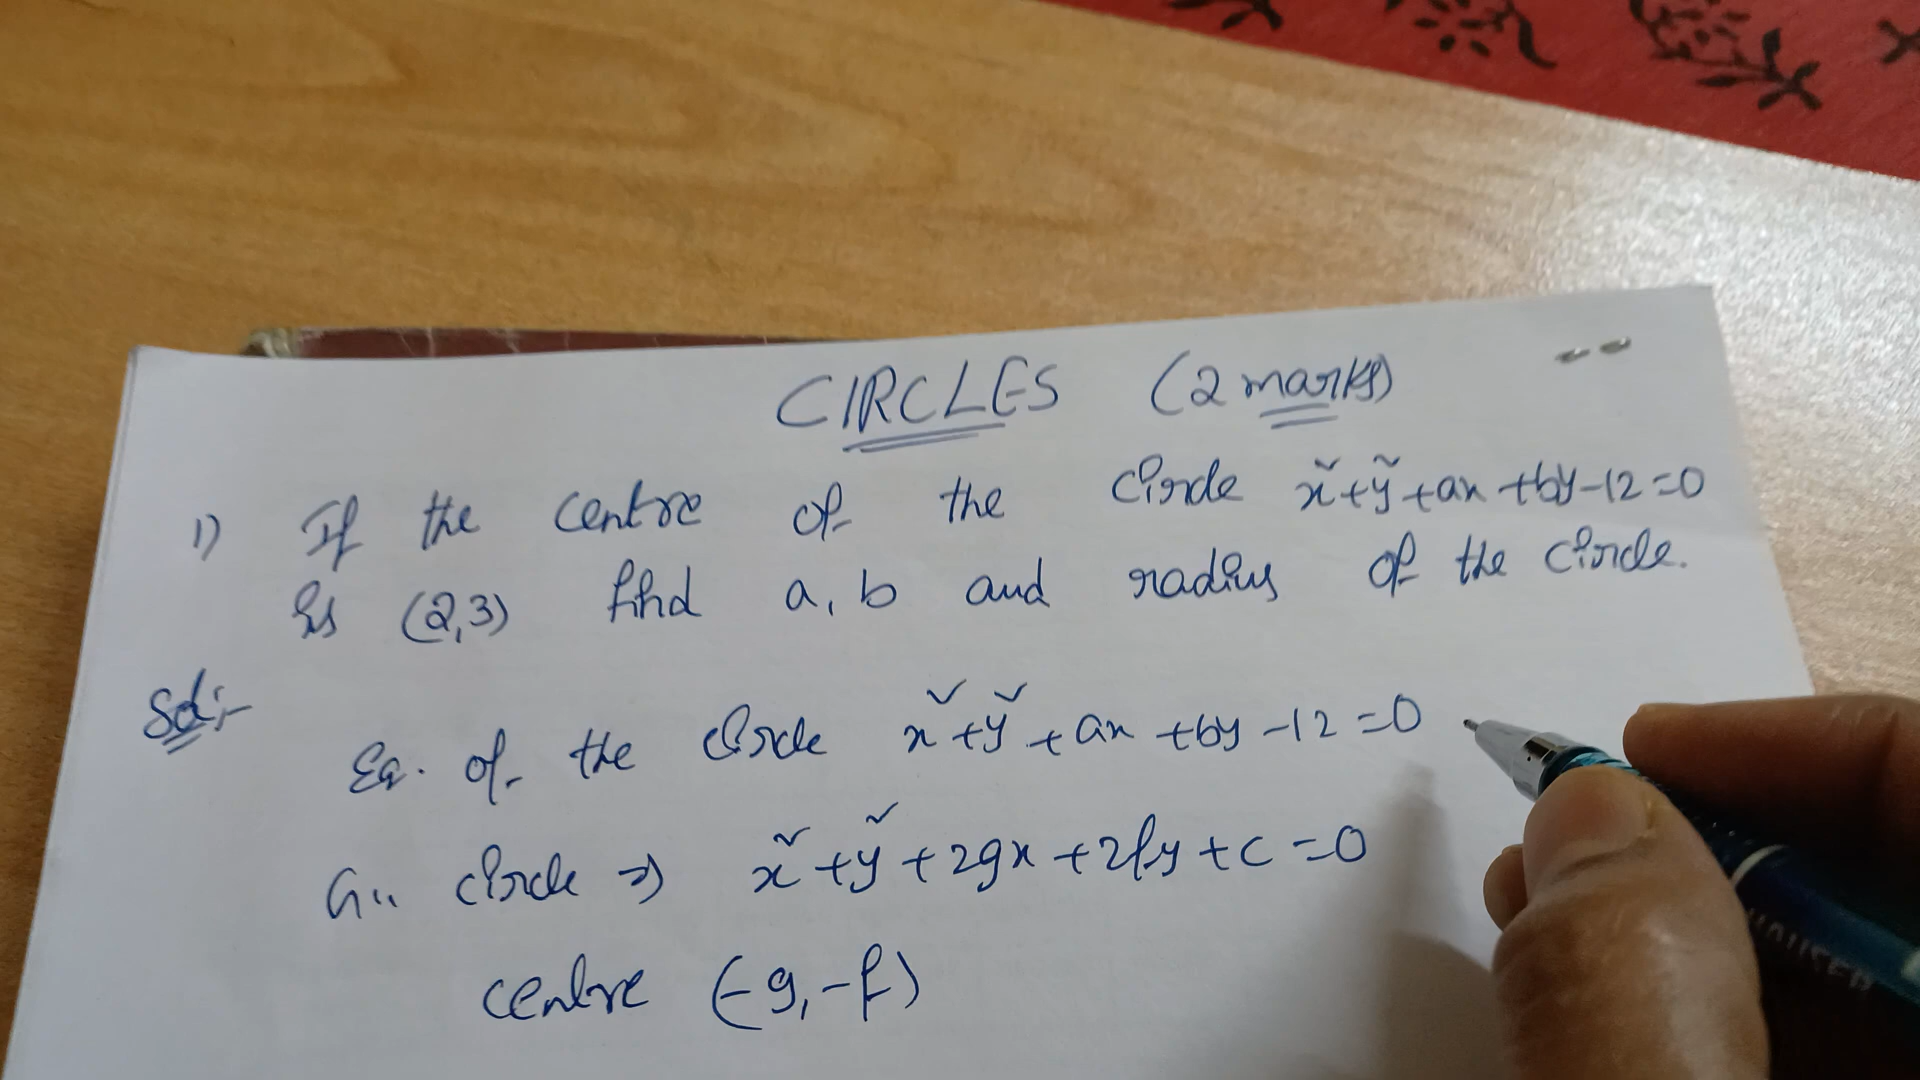 CIRCLES (2 marks)
1) If the centre of the circle x²+y²+ax+by-12=0
is (2,3) find a, b and radius of the circle.
Sol:-
Eq. of the circle x²+y²+ax+by-12=0
G.. circle ⇒ x²+y²+2gx+2fy+c=0
centre (-g,-f)